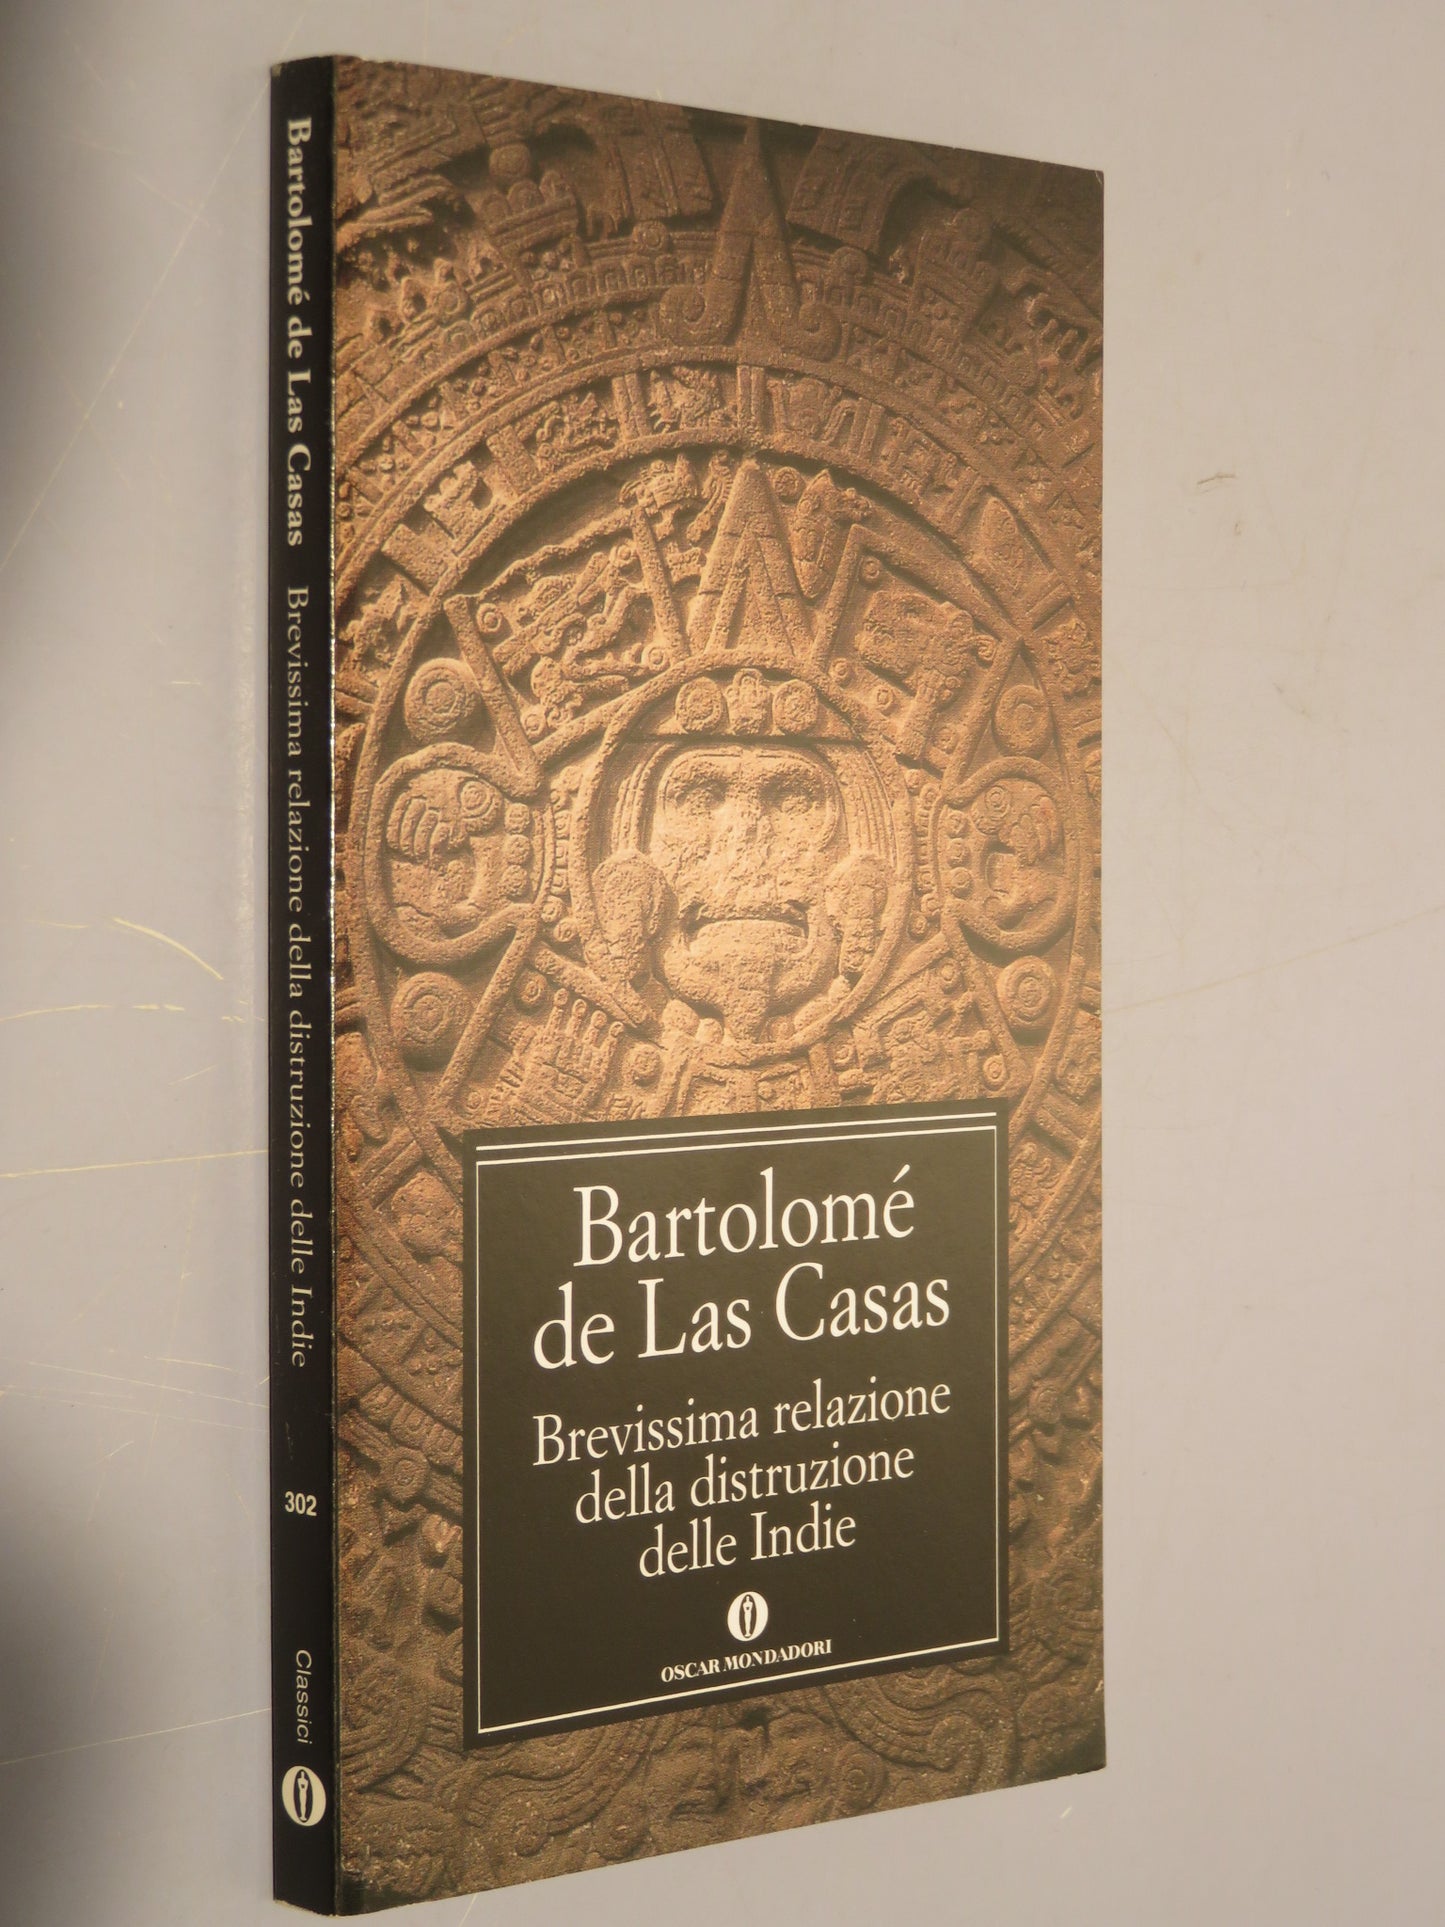 Bartolomé de Las Casas Brevissima relazione della distruzione delle Indie 302 Classici
Bartolomé
de Las Casas
Brevissima relazione
della distruzione
delle Indie
OSCAR MONDADORI